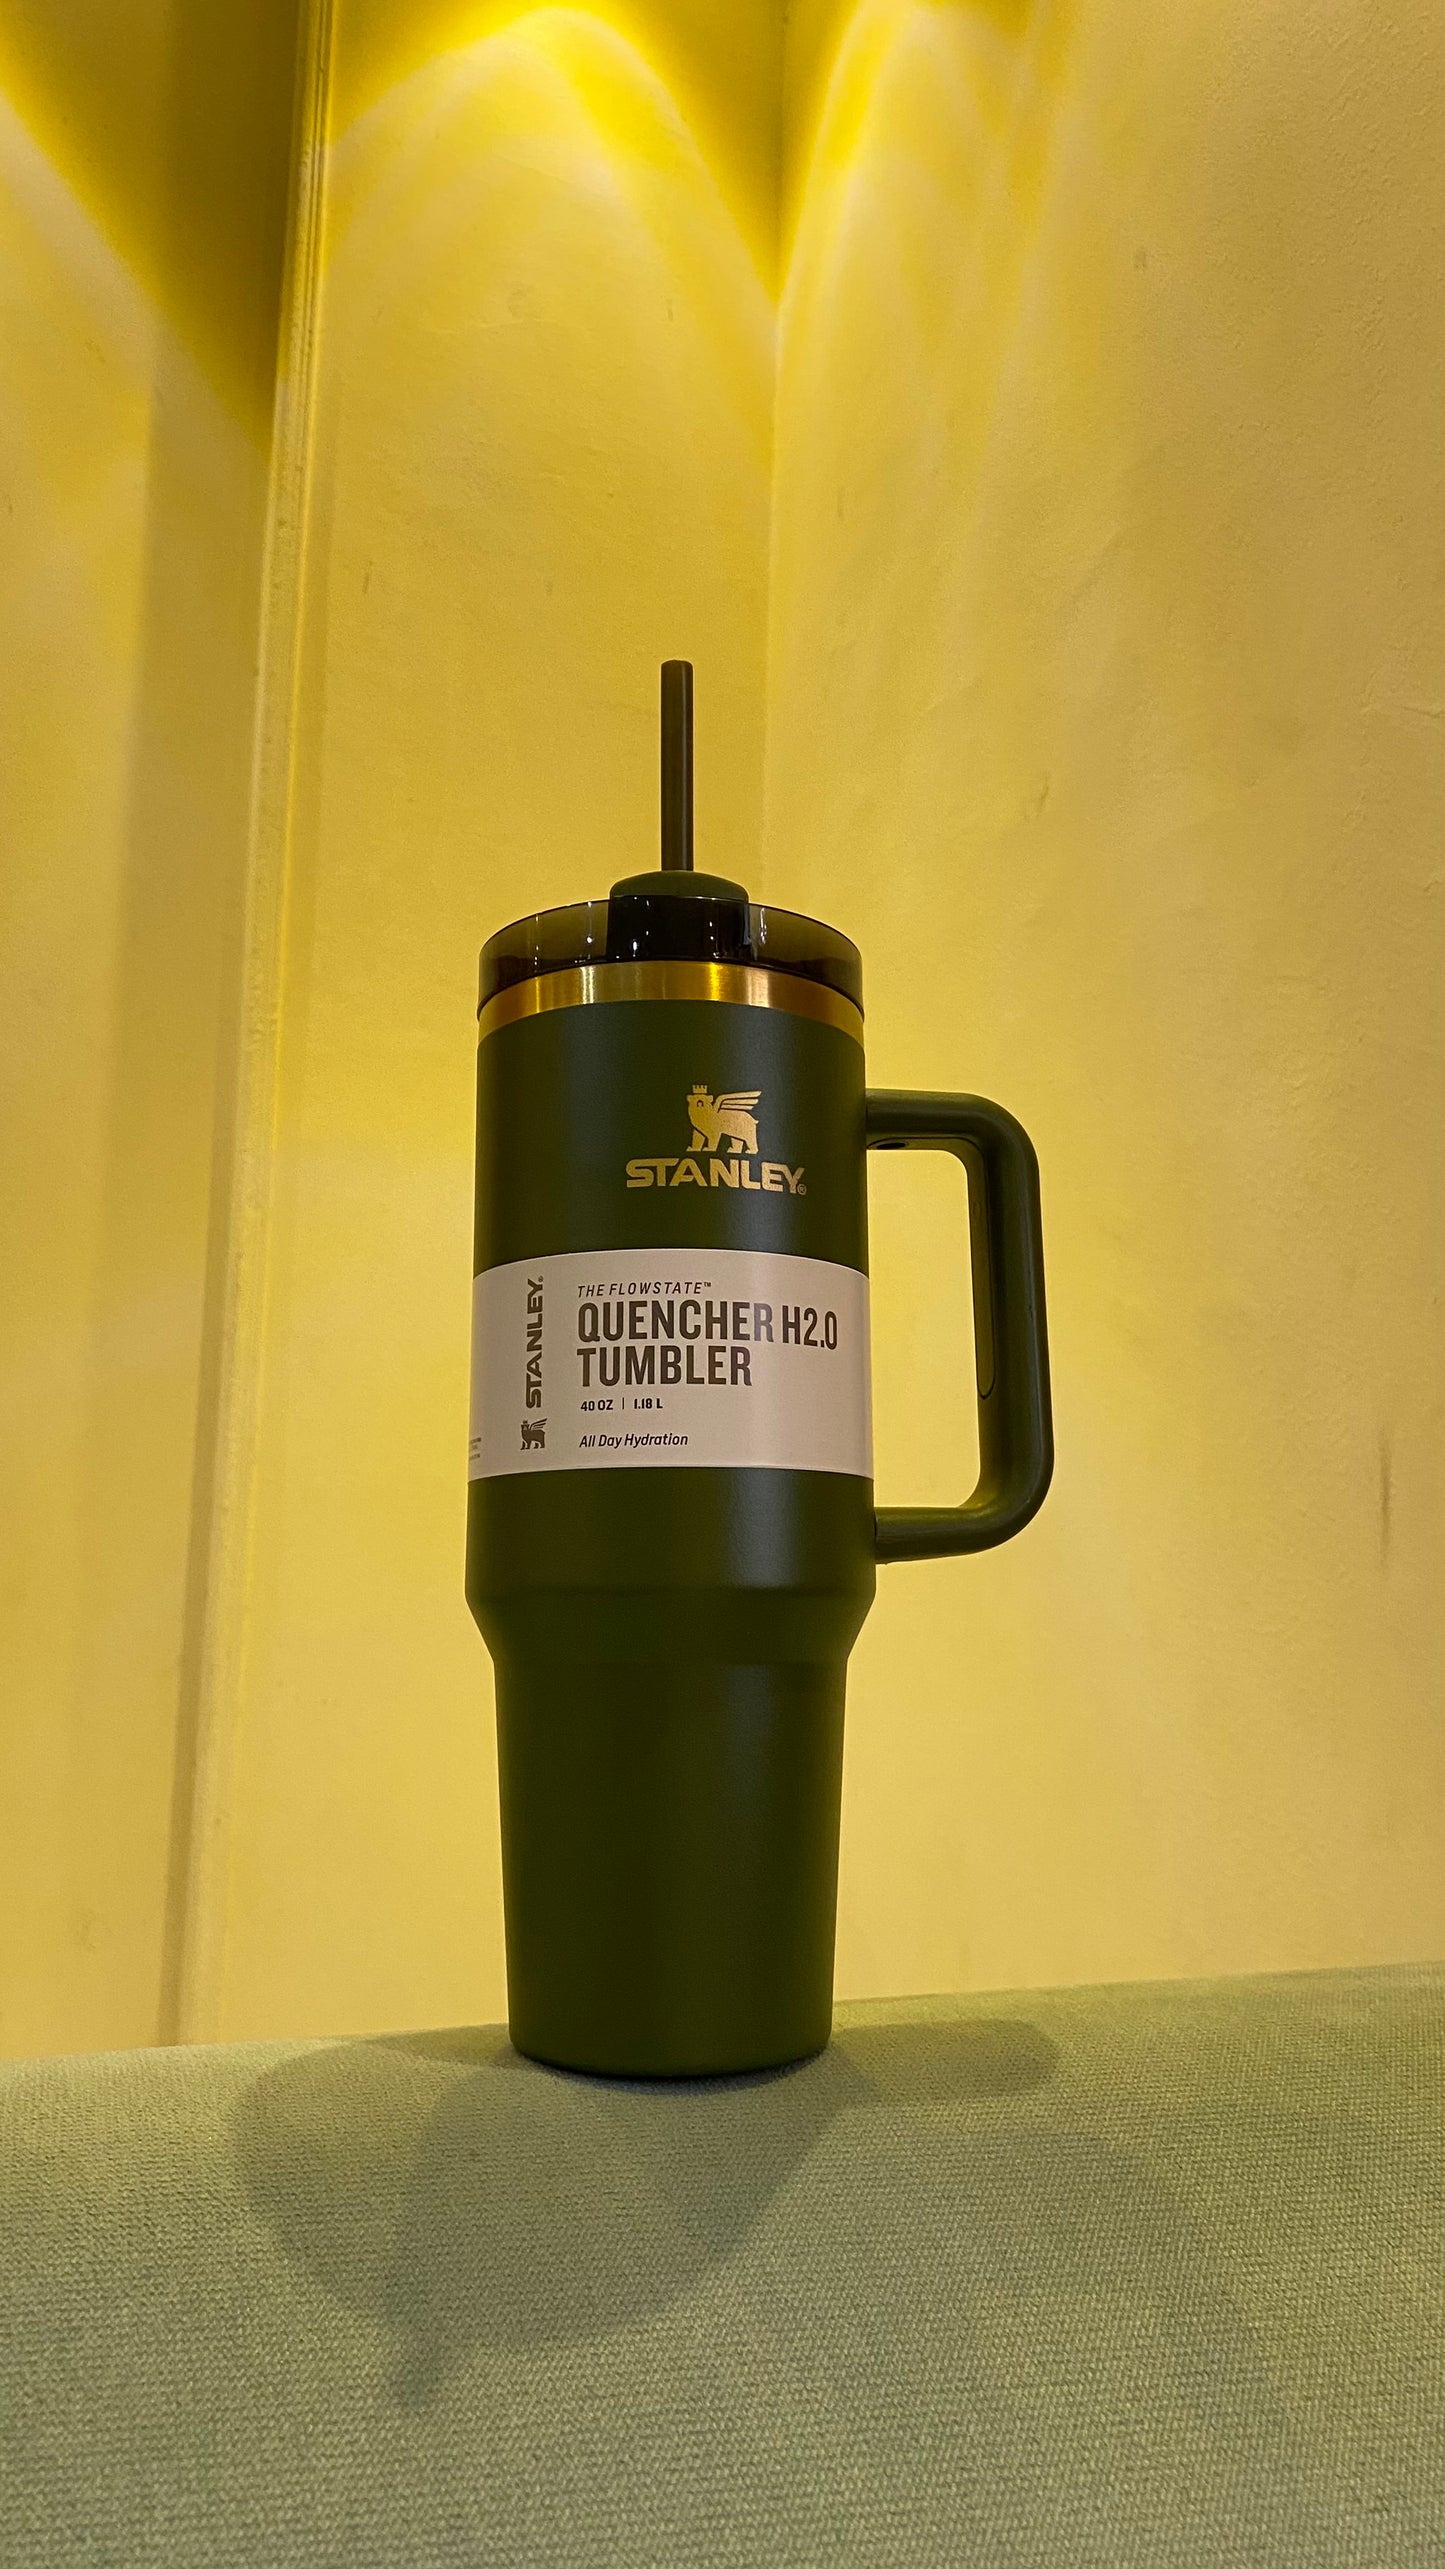 STANLEY®
STANLEY®
THE FLOWSTATE™
QUENCHER H2.0
TUMBLER
40 OZ | 1.18 L
All Day Hydration